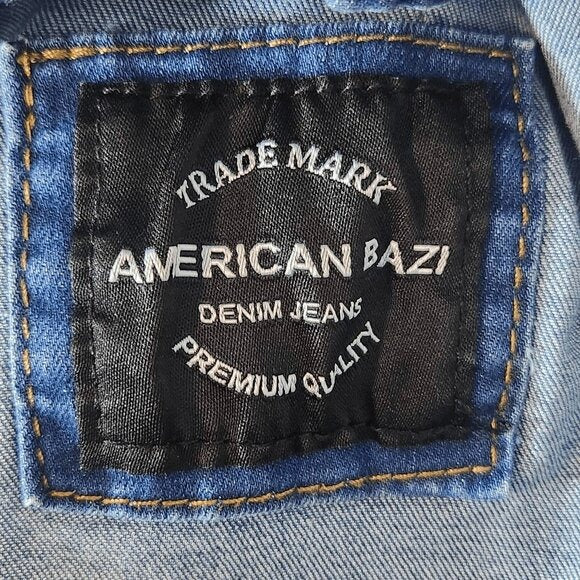 TRADE MARK
AMERICAN BAZI
DENIM JEANS
PREMIUM QUALITY